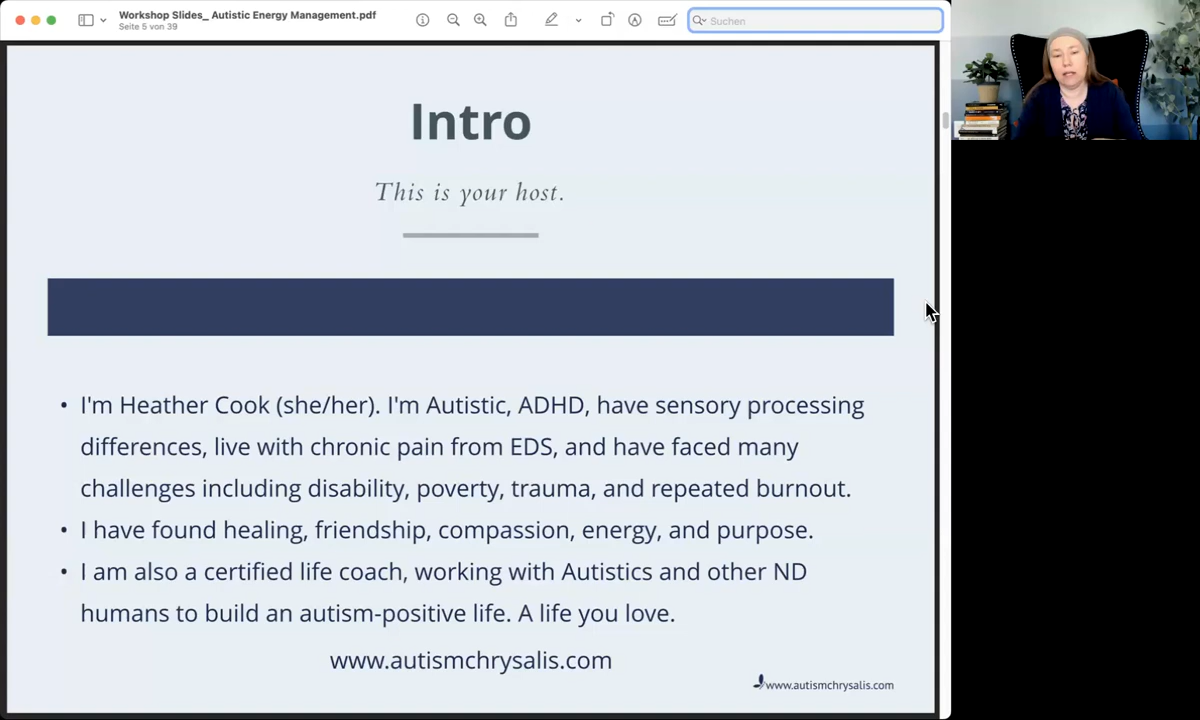 Workshop Slides_ Autistic Energy Management.pdf
Seite 5 von 39
Suchen
Intro
This is your host.
• I'm Heather Cook (she/her). I'm Autistic, ADHD, have sensory processing
differences, live with chronic pain from EDS, and have faced many
challenges including disability, poverty, trauma, and repeated burnout.
• I have found healing, friendship, compassion, energy, and purpose.
• I am also a certified life coach, working with Autistics and other ND
humans to build an autism-positive life. A life you love.
www.autismchrysalis.com
www.autismchrysalis.com